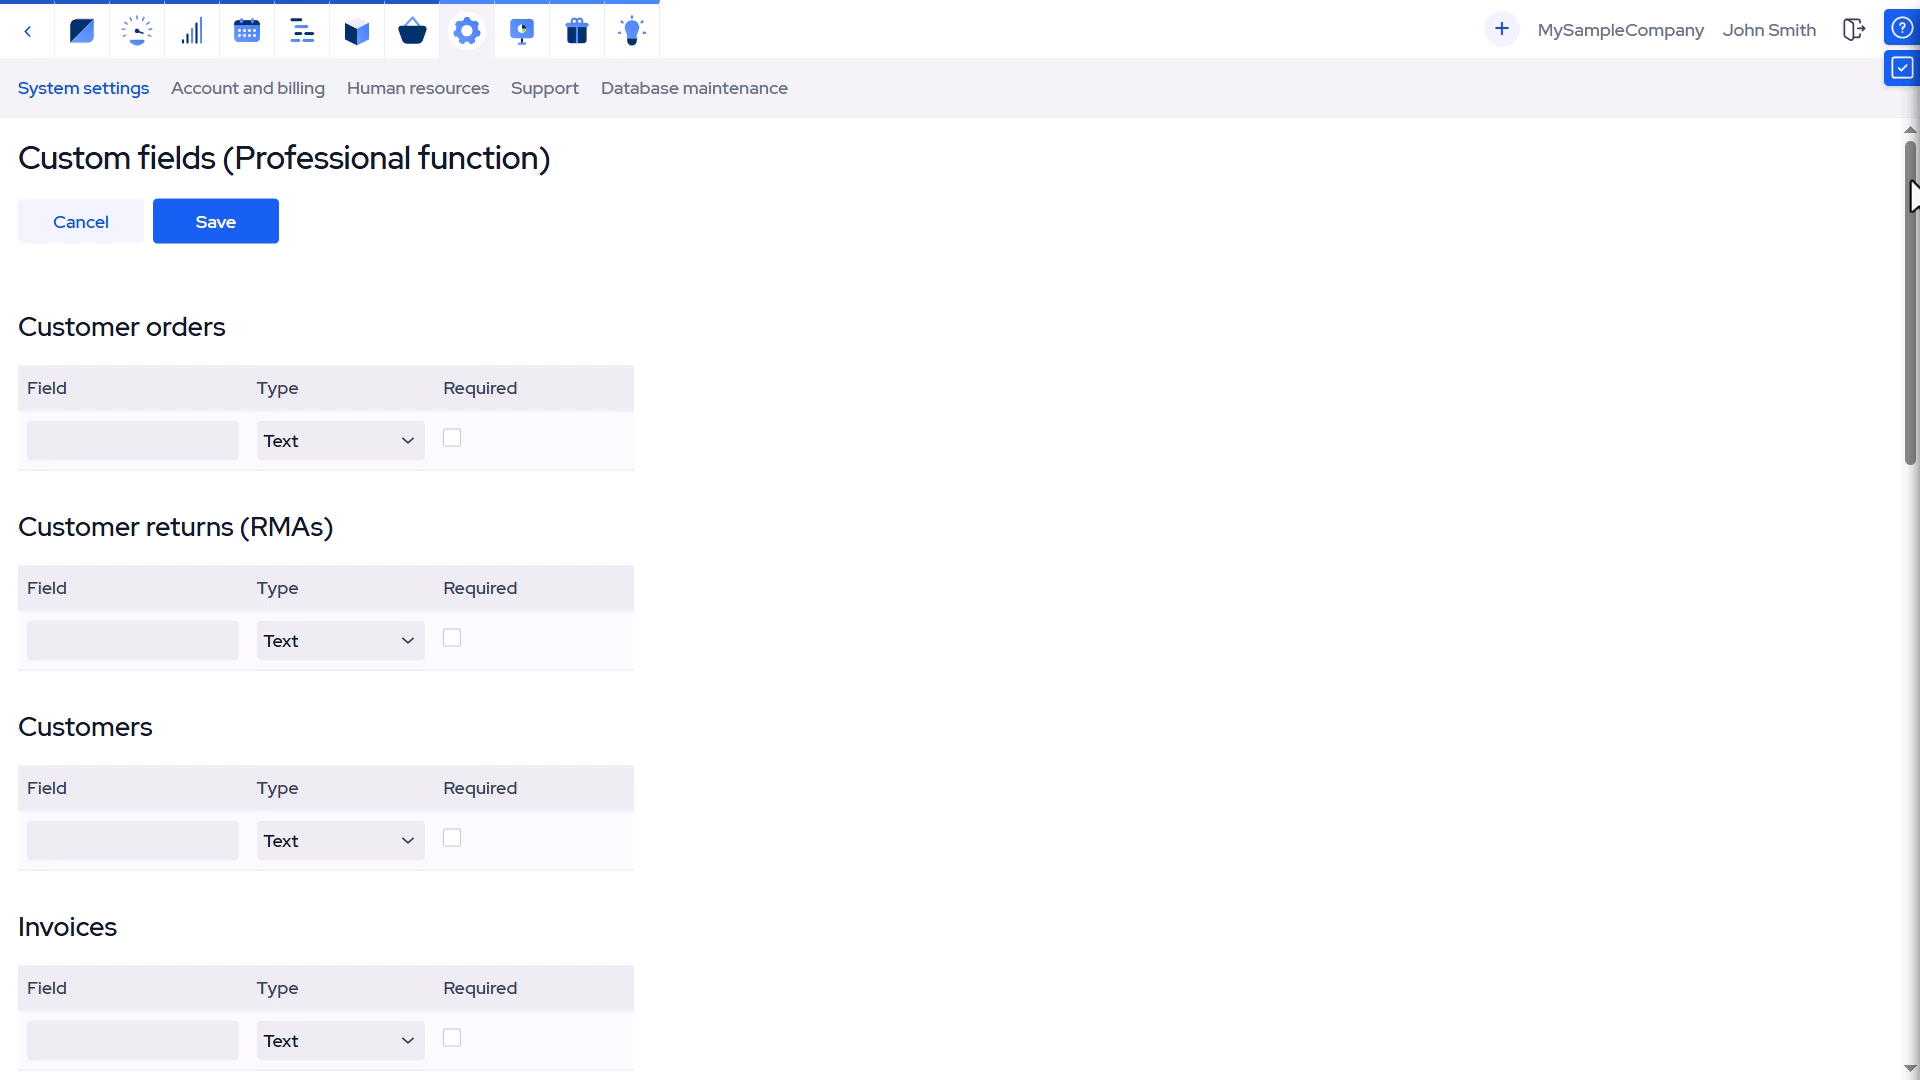 MySampleCompany John Smith
System settings Account and billing Human resources Support Database maintenance
Custom fields (Professional function)
Cancel Save
Customer orders
Field Type Required
Text
Customer returns (RMAs)
Field Type Required
Text
Customers
Field Type Required
Text
Invoices
Field Type Required
Text